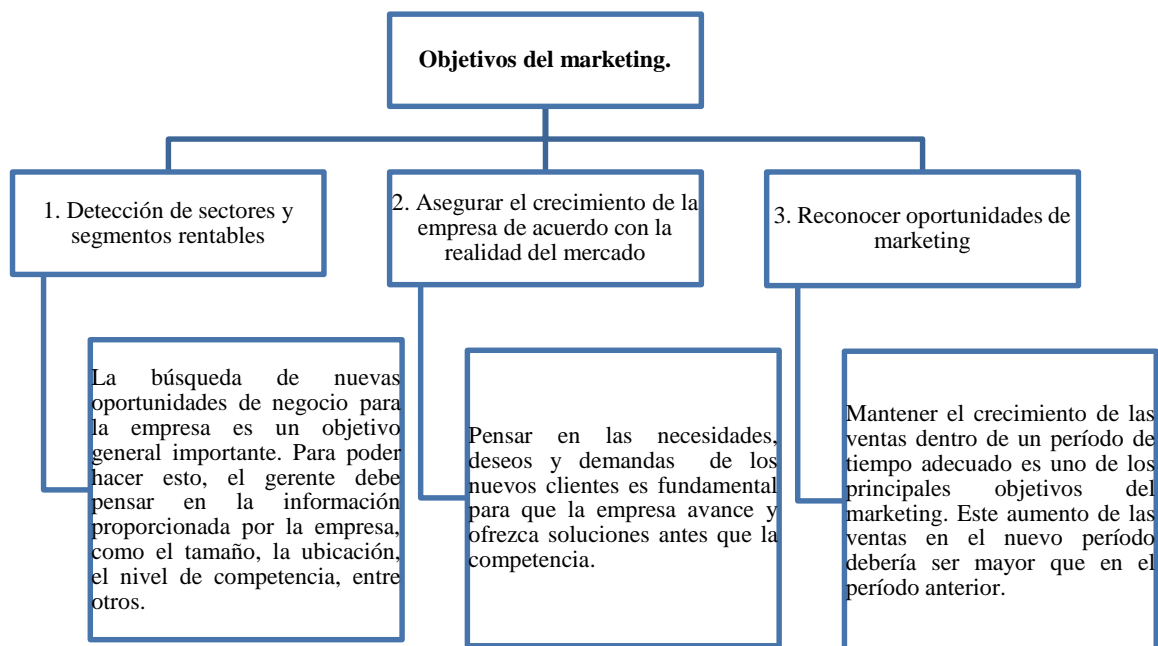 Objetivos del marketing.
1. Detección de sectores y
segmentos rentables
La búsqueda de nuevas
oportunidades de negocio para
la empresa es un objetivo
general importante. Para poder
hacer esto, el gerente debe
pensar en la información
proporcionada por la empresa,
como el tamaño, la ubicación,
el nivel de competencia, entre
otros.
2. Asegurar el crecimiento de la
empresa de acuerdo con la
realidad del mercado
Pensar en las necesidades,
deseos y demandas de los
nuevos clientes es fundamental
para que la empresa avance y
ofrezca soluciones antes que la
competencia.
3. Reconocer oportunidades de
marketing
Mantener el crecimiento de las
ventas dentro de un período de
tiempo adecuado es uno de los
principales objetivos del
marketing. Este aumento de las
ventas en el nuevo período
debería ser mayor que en el
período anterior.